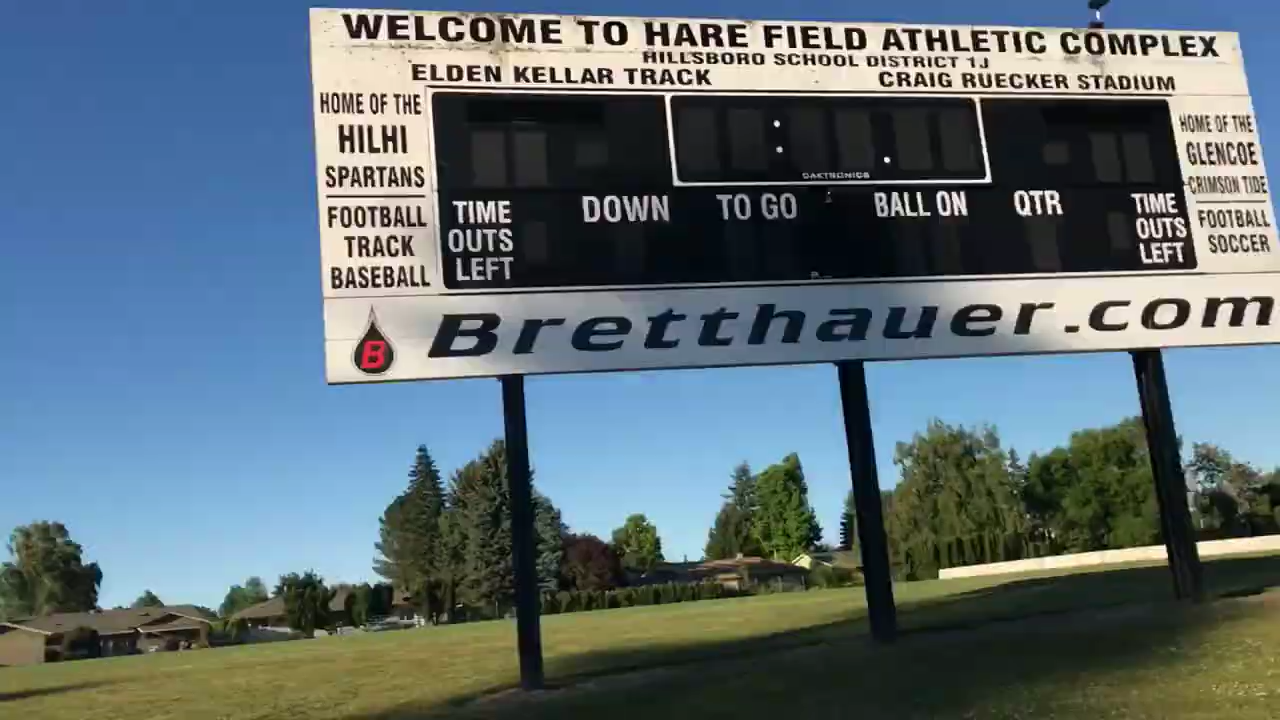 WELCOME TO HARE FIELD ATHLETIC COMPLEX
HILLSBORO SCHOOL DISTRICT 1J
ELDEN KELLAR TRACK
CRAIG RUECKER STADIUM
HOME OF THE
HILHI
SPARTANS
FOOTBALL
TRACK
BASEBALL
DAKTRONICS
TIME
OUTS
LEFT
DOWN
TO GO
BALL ON
QTR
TIME
OUTS
LEFT
HOME OF THE
GLENCOE
CRIMSON TIDE
FOOTBALL
SOCCER
B
Bretthauer.com